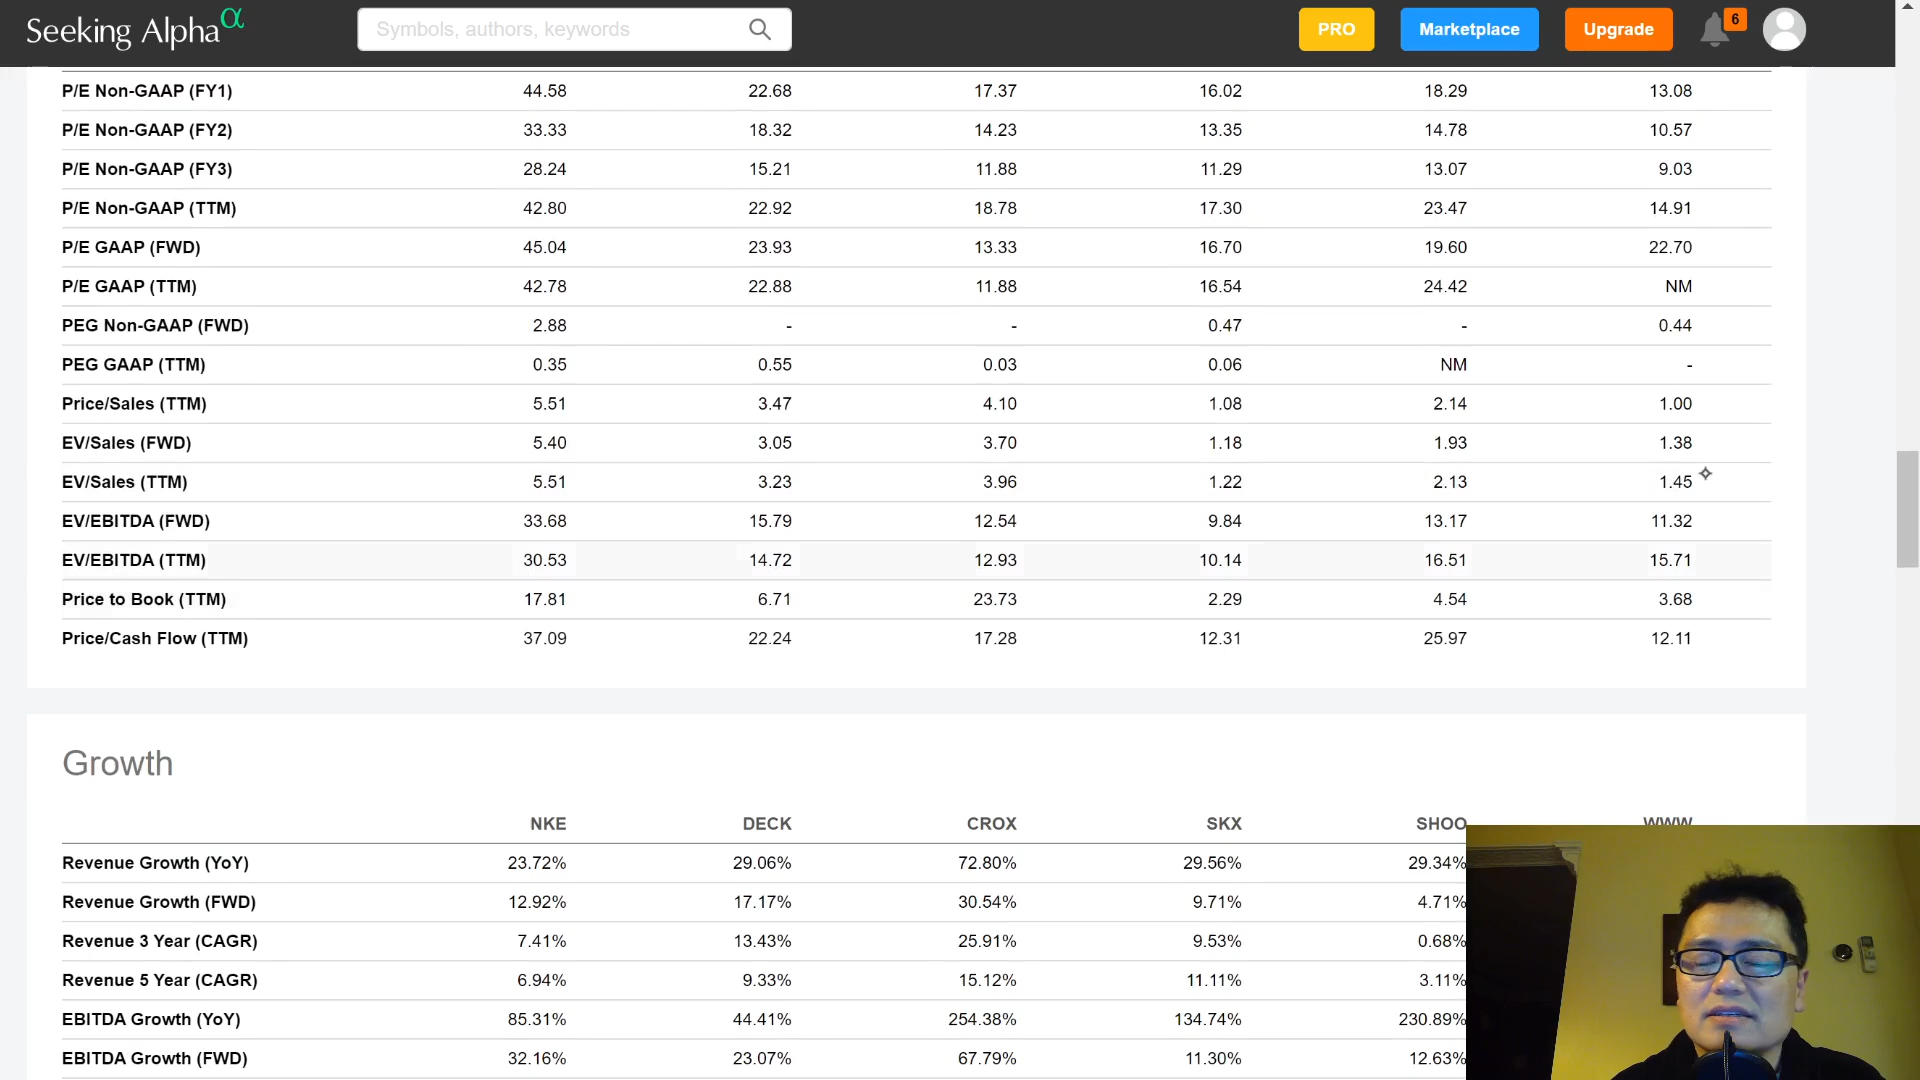 Seeking Alpha α Symbols, authors, keywords PRO Marketplace Upgrade 6
P/E Non-GAAP (FY1) 44.58 22.68 17.37 16.02 18.29 13.08
P/E Non-GAAP (FY2) 33.33 18.32 14.23 13.35 14.78 10.57
P/E Non-GAAP (FY3) 28.24 15.21 11.88 11.29 13.07 9.03
P/E Non-GAAP (TTM) 42.80 22.92 18.78 17.30 23.47 14.91
P/E GAAP (FWD) 45.04 23.93 13.33 16.70 19.60 22.70
P/E GAAP (TTM) 42.78 22.88 11.88 16.54 24.42 NM
PEG Non-GAAP (FWD) 2.88 - - 0.47 - 0.44
PEG GAAP (TTM) 0.35 0.55 0.03 0.06 NM -
Price/Sales (TTM) 5.51 3.47 4.10 1.08 2.14 1.00
EV/Sales (FWD) 5.40 3.05 3.70 1.18 1.93 1.38
EV/Sales (TTM) 5.51 3.23 3.96 1.22 2.13 1.45
EV/EBITDA (FWD) 33.68 15.79 12.54 9.84 13.17 11.32
EV/EBITDA (TTM) 30.53 14.72 12.93 10.14 16.51 15.71
Price to Book (TTM) 17.81 6.71 23.73 2.29 4.54 3.68
Price/Cash Flow (TTM) 37.09 22.24 17.28 12.31 25.97 12.11
Growth
NKE DECK CROX SKX SHOO WWW
Revenue Growth (YoY) 23.72% 29.06% 72.80% 29.56% 29.34%
Revenue Growth (FWD) 12.92% 17.17% 30.54% 9.71% 4.71%
Revenue 3 Year (CAGR) 7.41% 13.43% 25.91% 9.53% 0.68%
Revenue 5 Year (CAGR) 6.94% 9.33% 15.12% 11.11% 3.11%
EBITDA Growth (YoY) 85.31% 44.41% 254.38% 134.74% 230.89%
EBITDA Growth (FWD) 32.16% 23.07% 67.79% 11.30% 12.63%